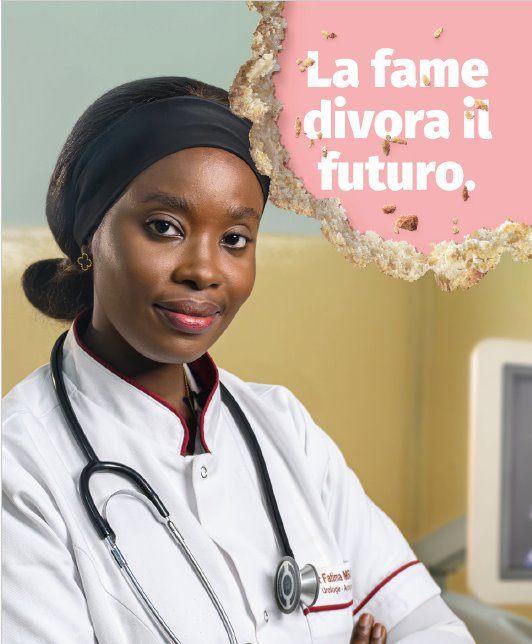 La fame
divora il
futuro.
Fatima
Urologie